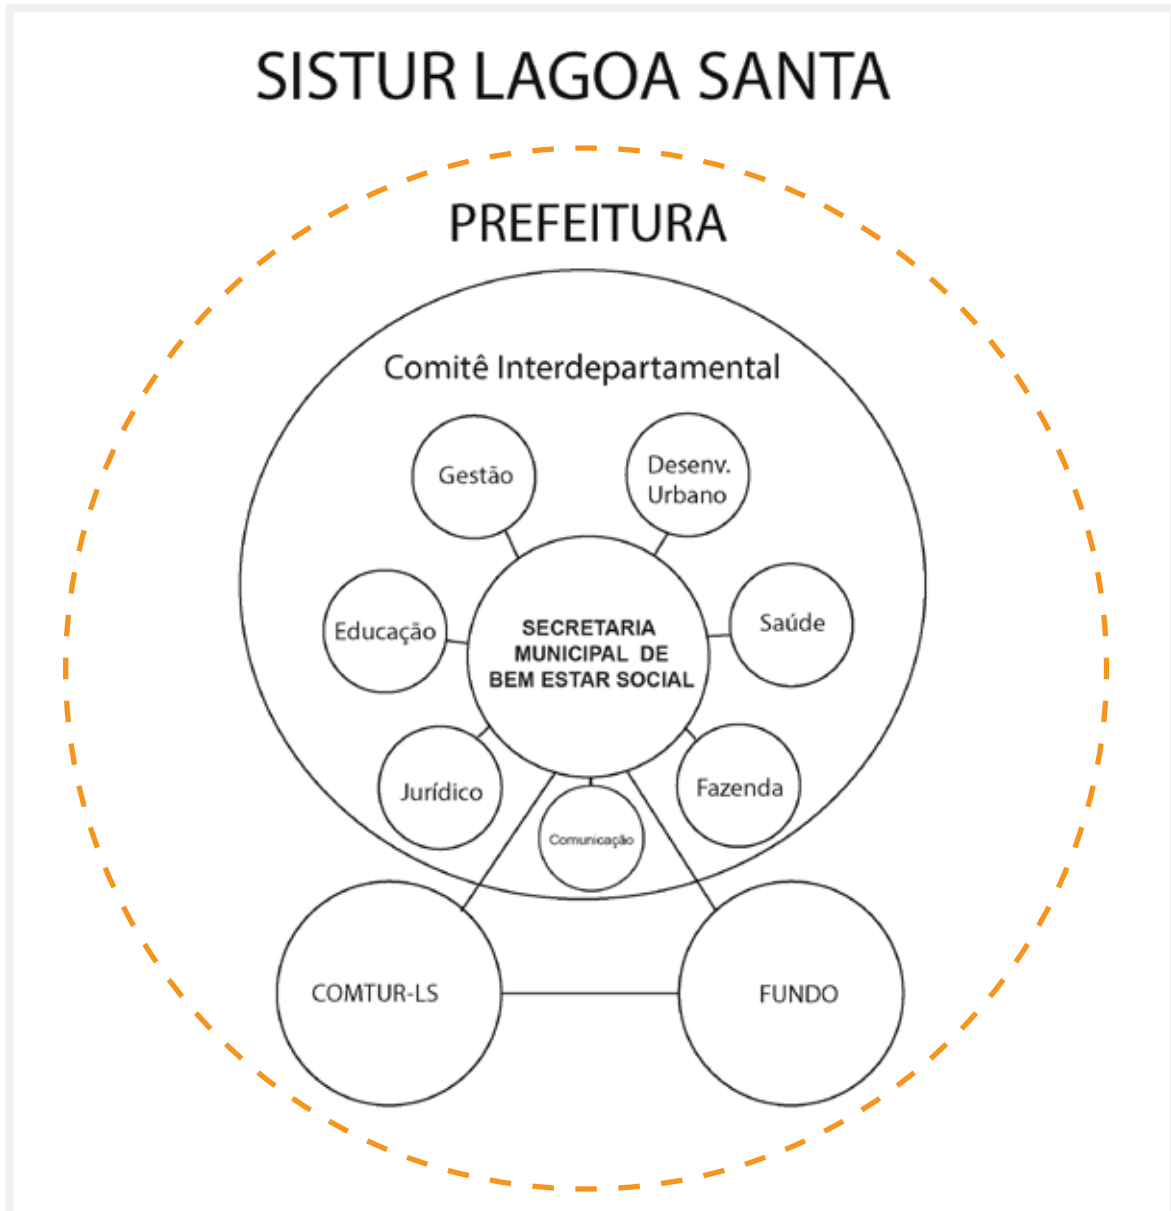 SISTUR LAGOA SANTA
PREFEITURA
Comitê Interdepartamental
Gestão
Desenv.
Urbano
Educação
SECRETARIA
MUNICIPAL DE
BEM ESTAR SOCIAL
Saúde
Jurídico
Comunicação
Fazenda
COMTUR-LS
FUNDO